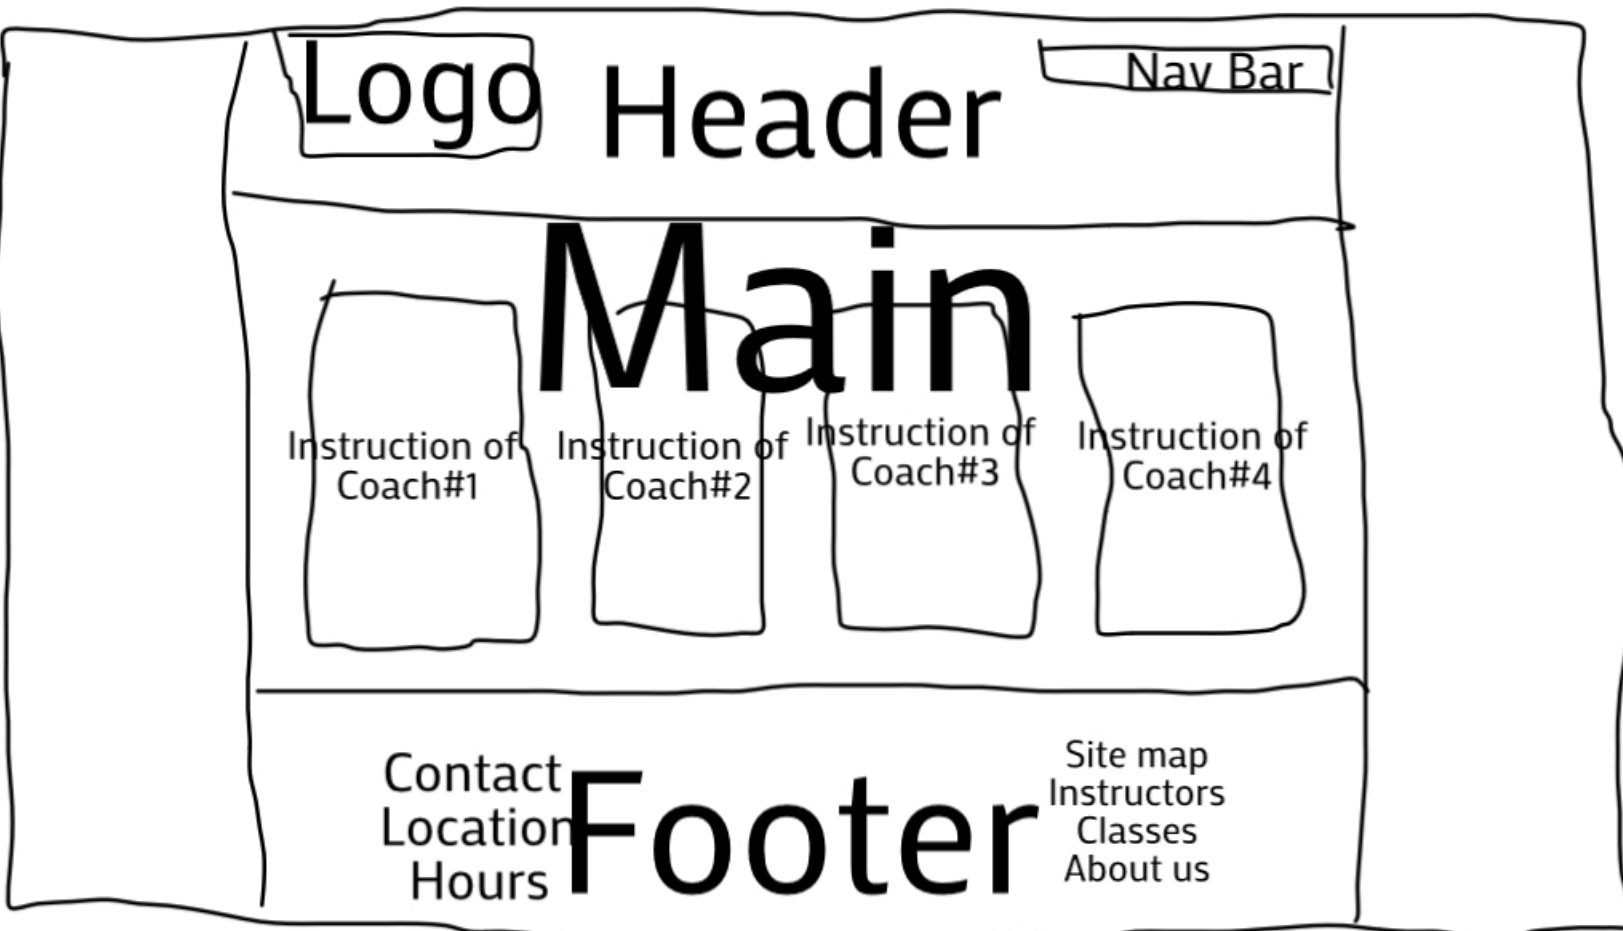 Logo
Header
Nav Bar
Main
Instruction of
Coach#1
Instruction of
Coach#2
Instruction of
Coach#3
Instruction of
Coach#4
Contact
Location
Hours
Footer
Site map
Instructors
Classes
About us